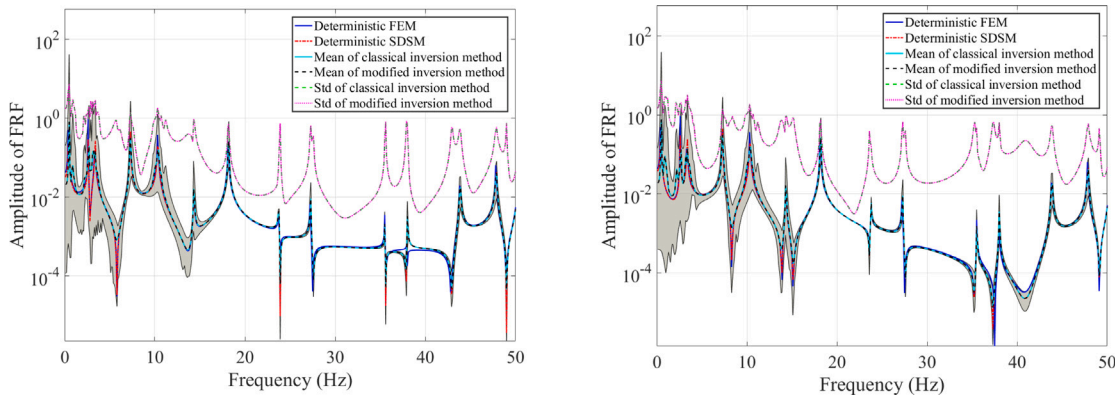 10^2
10^0
10^-2
10^-4
Amplitude of FRF
Deterministic FEM
Deterministic SDSM
Mean of classical inversion method
Mean of modified inversion method
Std of classical inversion method
Std of modified inversion method
0 10 20 30 40 50
Frequency (Hz)
10^2
10^0
10^-2
10^-4
Amplitude of FRF
Deterministic FEM
Deterministic SDSM
Mean of classical inversion method
Mean of modified inversion method
Std of classical inversion method
Std of modified inversion method
0 10 20 30 40 50
Frequency (Hz)